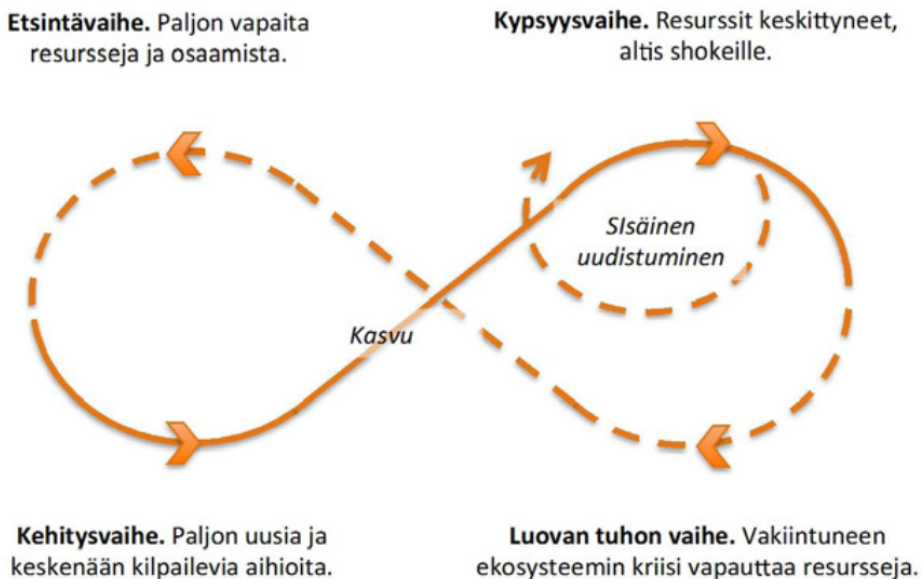 Etsintävaihe. Paljon vapaita
resursseja ja osaamista.
Kypsyysvaihe. Resurssit keskittyneet,
altis shokeille.
SIsäinen
uudistuminen
Kasvu
Kehitysvaihe. Paljon uusia ja
keskenään kilpailevia aihioita.
Luovan tuhon vaihe. Vakiintuneen
ekosysteemin kriisi vapauttaa resursseja.